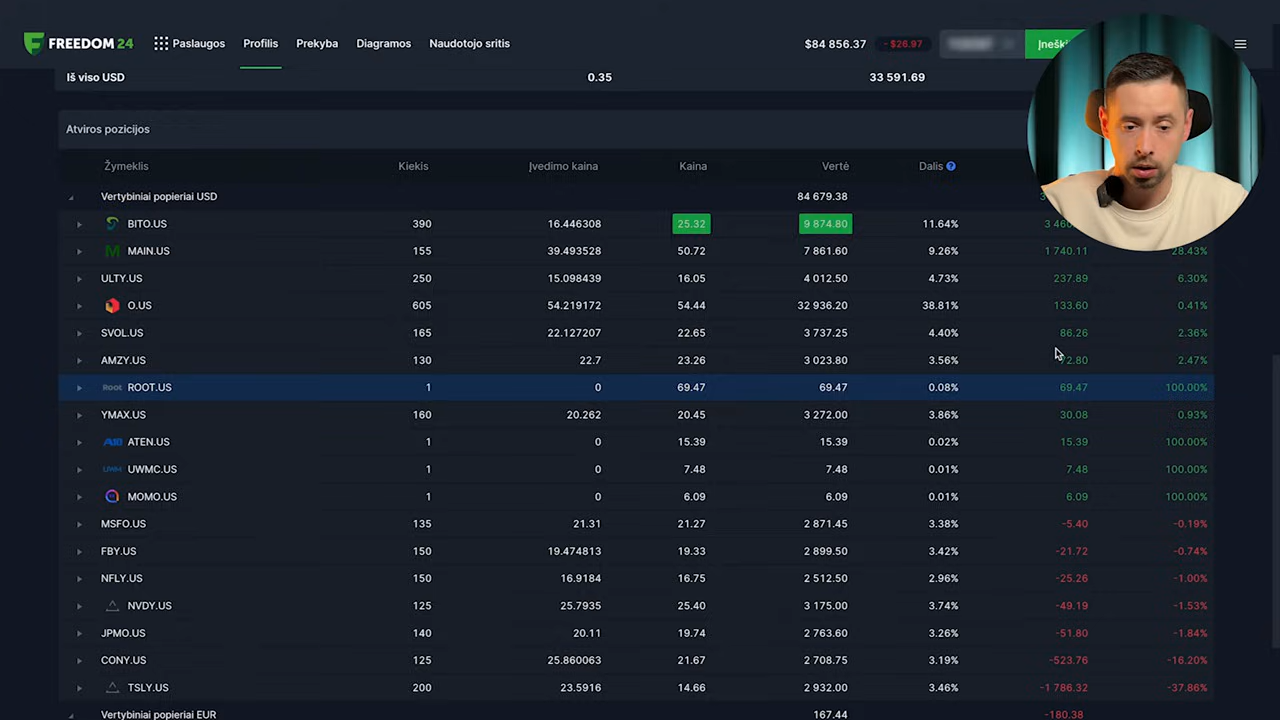 FREEDOM 24 Paslaugos Profilis Prekyba Diagramos Naudotojo sritis $84 856.37 - $26.97
Iš viso USD 0.35 33 591.69
Atviros pozicijos
Žymeklis Kiekis Įvedimo kaina Kaina Vertė Dalis ?
Vertybiniai popieriai USD 84 679.38
BITO.US 390 16.446308 25.32 9 874.80 11.64%
MAIN.US 155 39.493528 50.72 7 861.60 9.26% 1 740.11 28.43%
ULTY.US 250 15.098439 16.05 4 012.50 4.73% 237.89 6.30%
O.US 605 54.219172 54.44 32 936.20 38.81% 133.60 0.41%
SVOL.US 165 22.127207 22.65 3 737.25 4.40% 86.26 2.36%
AMZY.US 130 22.7 23.26 3 023.80 3.56% 72.80 2.47%
Root ROOT.US 1 0 69.47 69.47 0.08% 69.47 100.00%
YMAX.US 160 20.262 20.45 3 272.00 3.86% 30.08 0.93%
ATEN.US 1 0 15.39 15.39 0.02% 15.39 100.00%
UWM UWMC.US 1 0 7.48 7.48 0.01% 7.48 100.00%
MOMO.US 1 0 6.09 6.09 0.01% 6.09 100.00%
MSFO.US 135 21.31 21.27 2 871.45 3.38% -5.40 -0.19%
FBY.US 150 19.474813 19.33 2 899.50 3.42% -21.72 -0.74%
NFLY.US 150 16.9184 16.75 2 512.50 2.96% -25.26 -1.00%
NVDY.US 125 25.7935 25.40 3 175.00 3.74% -49.19 -1.53%
JPMO.US 140 20.11 19.74 2 763.60 3.26% -51.80 -1.84%
CONY.US 125 25.860063 21.67 2 708.75 3.19% -523.76 -16.20%
TSLY.US 200 23.5916 14.66 2 932.00 3.46% -1 786.32 -37.86%
Vertybiniai popieriai EUR 167.44 -180.38